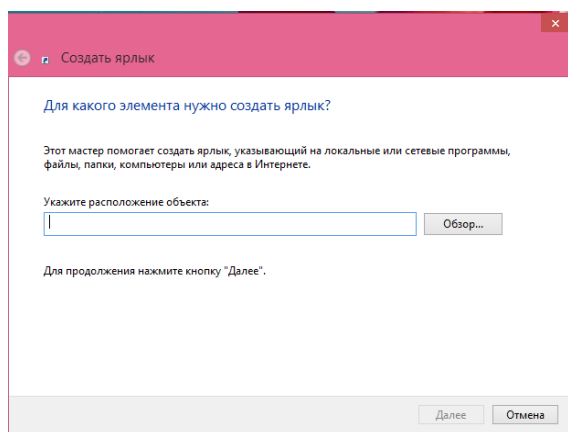 Создать ярлык
Для какого элемента нужно создать ярлык?
Этот мастер помогает создать ярлык, указывающий на локальные или сетевые программы,
файлы, папки, компьютеры или адреса в Интернете.
Укажите расположение объекта:
Обзор...
Для продолжения нажмите кнопку "Далее".
Далее
Отмена